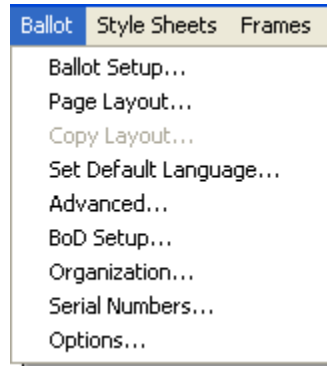 Ballot Style Sheets Frames
Ballot Setup...
Page Layout...
Copy Layout...
Set Default Language...
Advanced...
BoD Setup...
Organization...
Serial Numbers...
Options...